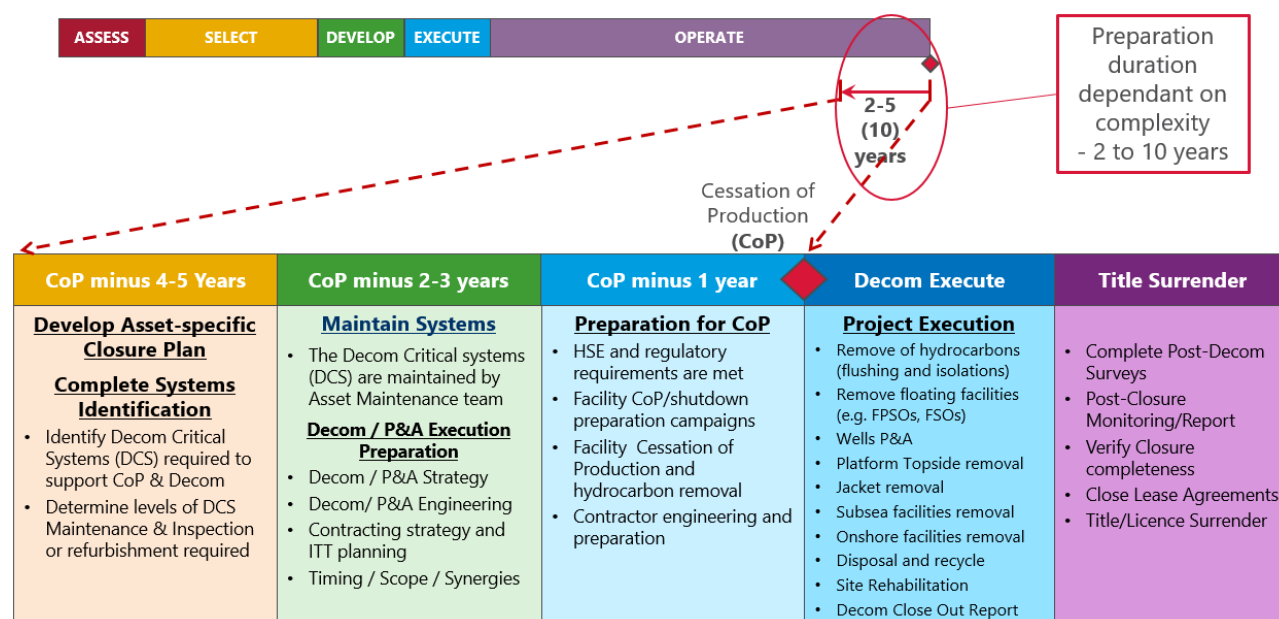 ASSESS
SELECT
DEVELOP
EXECUTE
OPERATE
Preparation
duration
dependant on
complexity
- 2 to 10 years
2-5
(10)
years
Cessation of
Production
(CoP)
CoP minus 4-5 Years
Develop Asset-specific
Closure Plan
Complete Systems
Identification
• Identify Decom Critical
Systems (DCS) required to
support CoP & Decom
• Determine levels of DCS
Maintenance & Inspection
or refurbishment required
CoP minus 2-3 years
Maintain Systems
• The Decom Critical systems
(DCS) are maintained by
Asset Maintenance team
Decom / P&A Execution
Preparation
• Decom / P&A Strategy
• Decom/ P&A Engineering
• Contracting strategy and
ITT planning
• Timing / Scope / Synergies
CoP minus 1 year
Preparation for CoP
• HSE and regulatory
requirements are met
• Facility CoP/shutdown
preparation campaigns
• Facility Cessation of
Production and
hydrocarbon removal
• Contractor engineering and
preparation
Decom Execute
Project Execution
• Remove of hydrocarbons
(flushing and isolations)
• Remove floating facilities
(e.g. FPSOs, FSOs)
• Wells P&A
• Platform Topside removal
• Jacket removal
• Subsea facilities removal
• Onshore facilities removal
• Disposal and recycle
• Site Rehabilitation
• Decom Close Out Report
Title Surrender
• Complete Post-Decom
Surveys
• Post-Closure
Monitoring/Report
• Verify Closure
completeness
• Close Lease Agreements
• Title/Licence Surrender